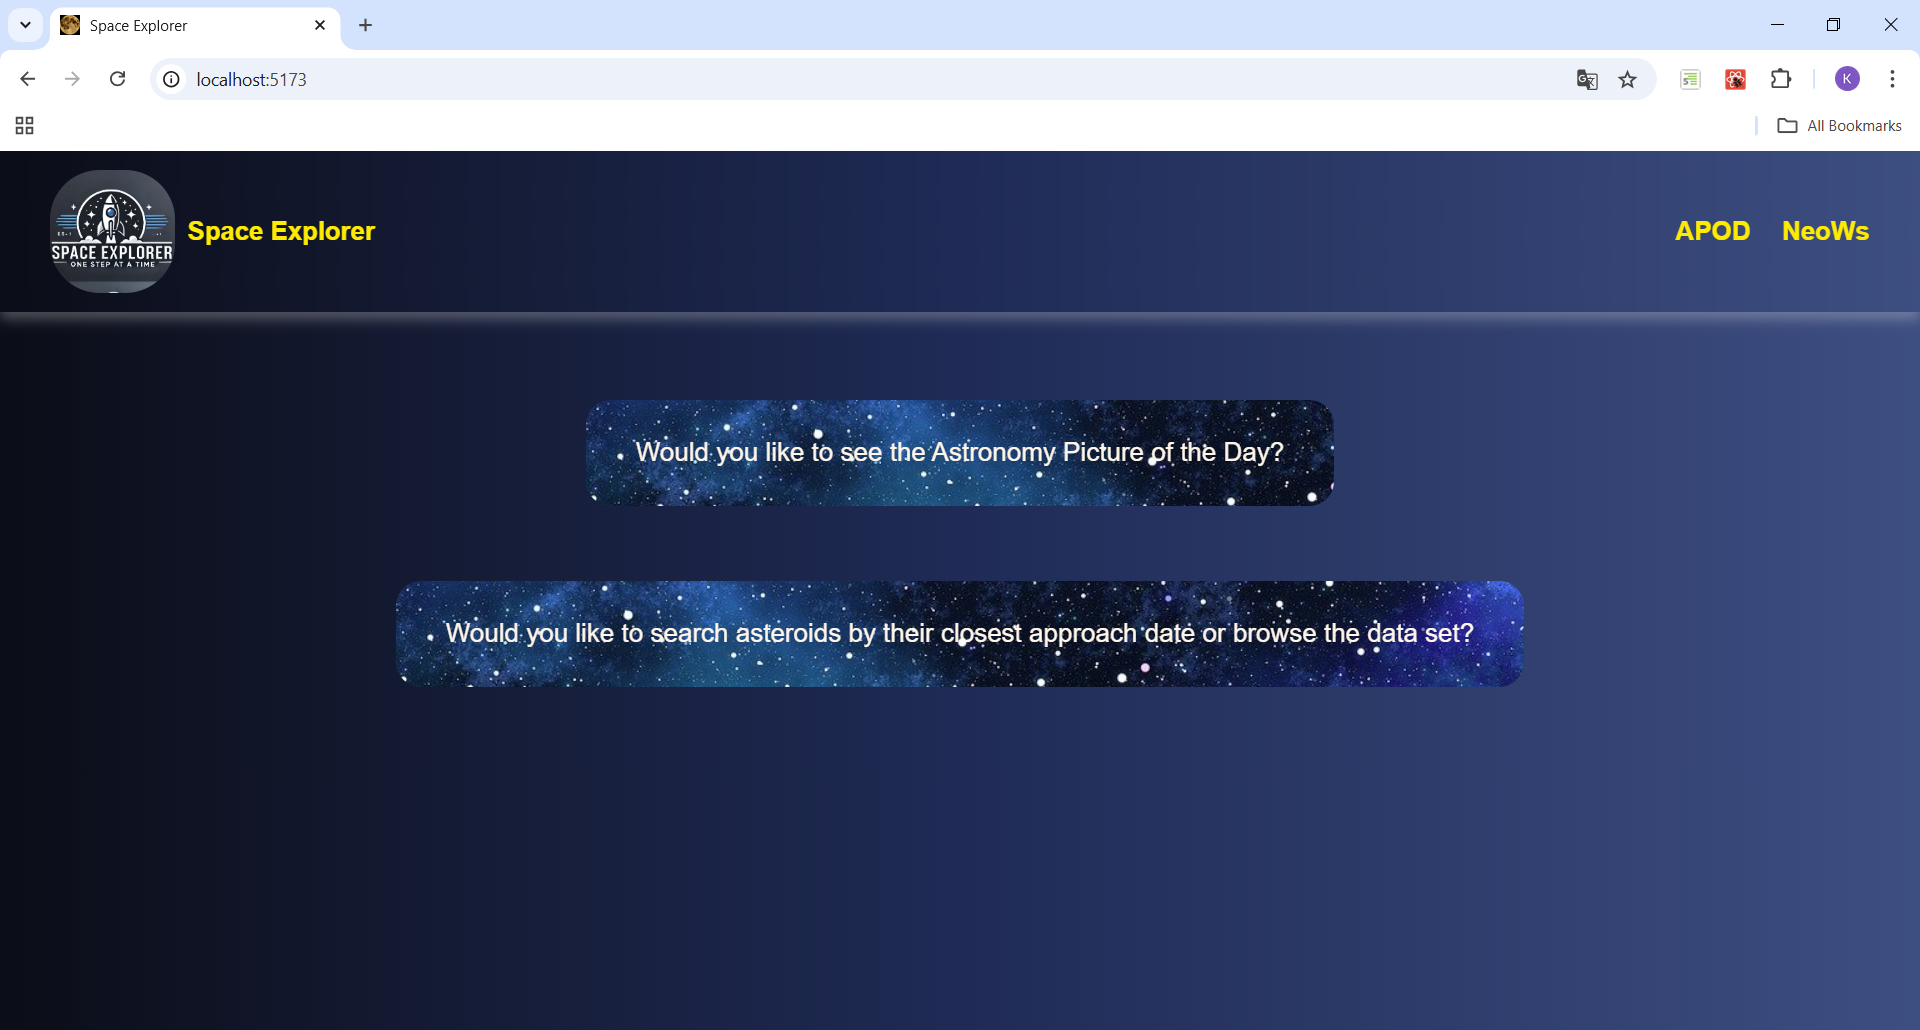 Space Explorer
localhost:5173
K
All Bookmarks
SPACE EXPLORER
ONE STEP AT A TIME
Space Explorer
APOD NeoWs
Would you like to see the Astronomy Picture of the Day?
Would you like to search asteroids by their closest approach date or browse the data set?